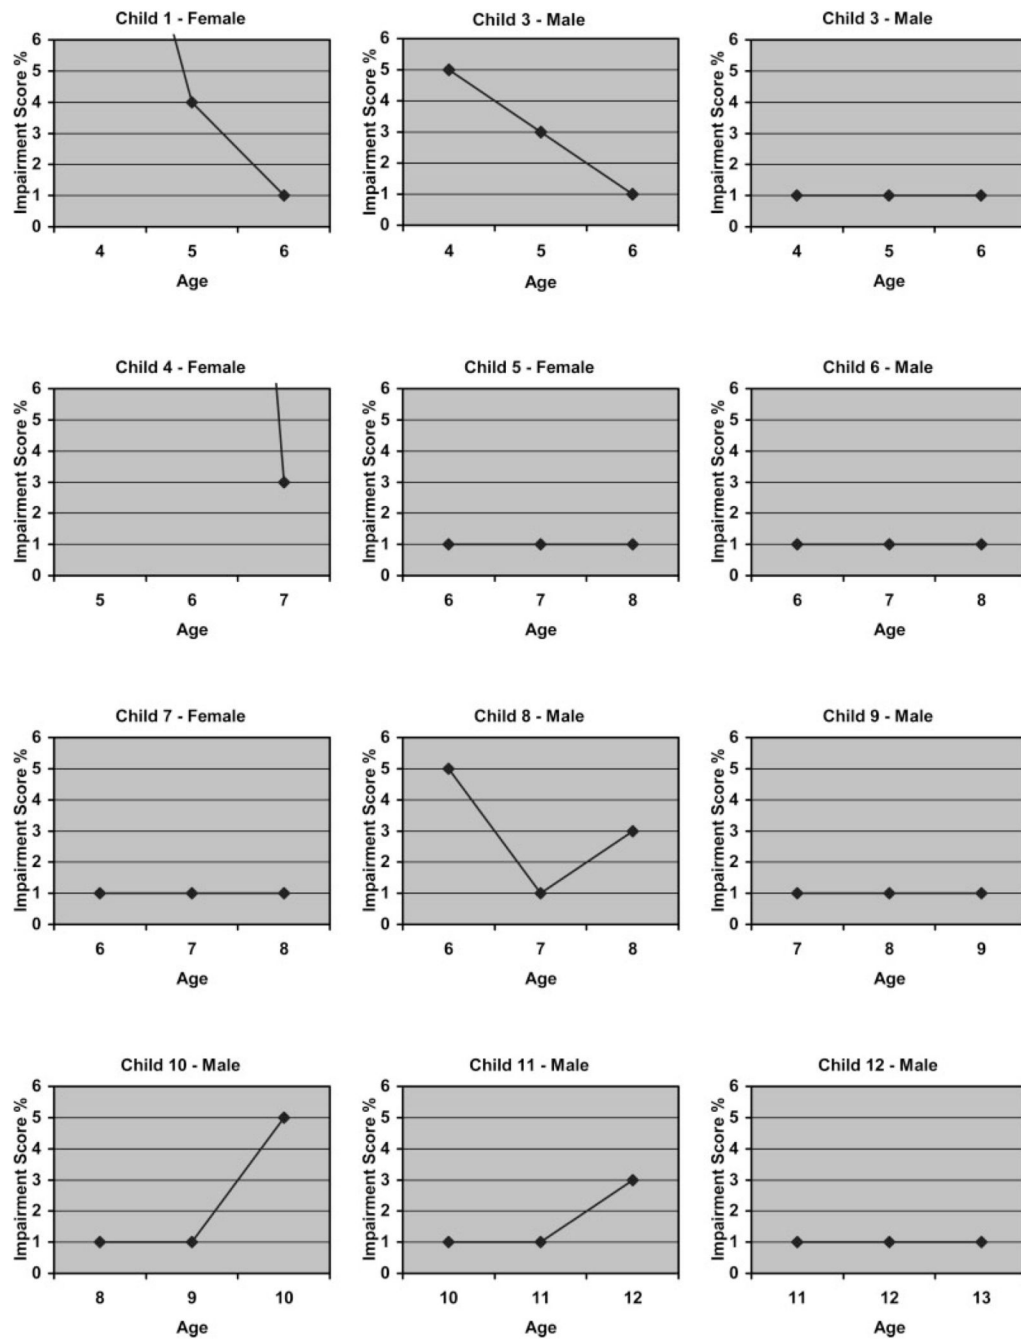 Child 1 - Female
Impairment Score %
6
5
4
3
2
1
0
4 5 6
Age
Child 3 - Male
Impairment Score %
6
5
4
3
2
1
0
4 5 6
Age
Child 3 - Male
Impairment Score %
6
5
4
3
2
1
0
4 5 6
Age
Child 4 - Female
Impairment Score %
6
5
4
3
2
1
0
5 6 7
Age
Child 5 - Female
Impairment Score %
6
5
4
3
2
1
0
6 7 8
Age
Child 6 - Male
Impairment Score %
6
5
4
3
2
1
0
6 7 8
Age
Child 7 - Female
Impairment Score %
6
5
4
3
2
1
0
6 7 8
Age
Child 8 - Male
Impairment Score %
6
5
4
3
2
1
0
6 7 8
Age
Child 9 - Male
Impairment Score %
6
5
4
3
2
1
0
7 8 9
Age
Child 10 - Male
Impairment Score %
6
5
4
3
2
1
0
8 9 10
Age
Child 11 - Male
Impairment Score %
6
5
4
3
2
1
0
10 11 12
Age
Child 12 - Male
Impairment Score %
6
5
4
3
2
1
0
11 12 13
Age